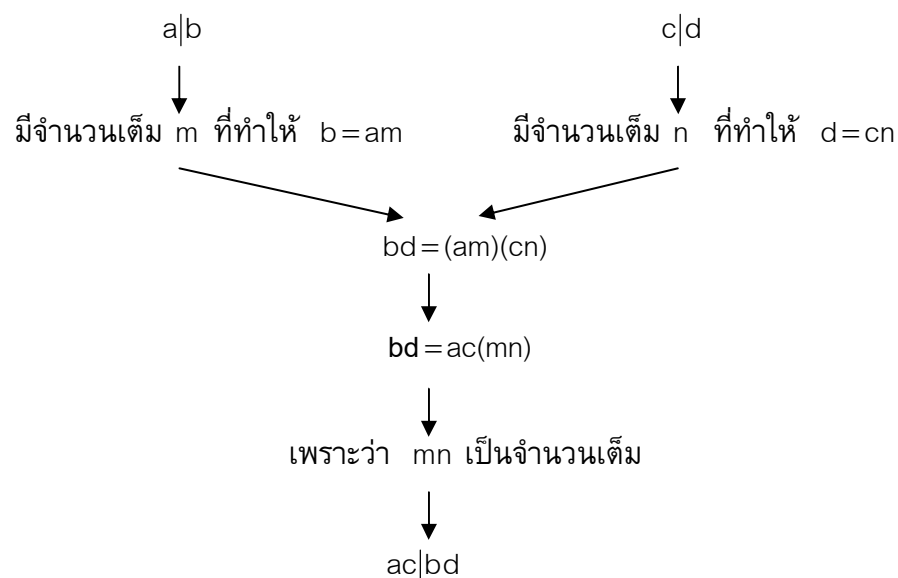 a|b c|d
มีจำนวนเต็ม m ที่ทำให้ b=am มีจำนวนเต็ม n ที่ทำให้ d=cn
bd=(am)(cn)
bd=ac(mn)
เพราะว่า mn เป็นจำนวนเต็ม
ac|bd